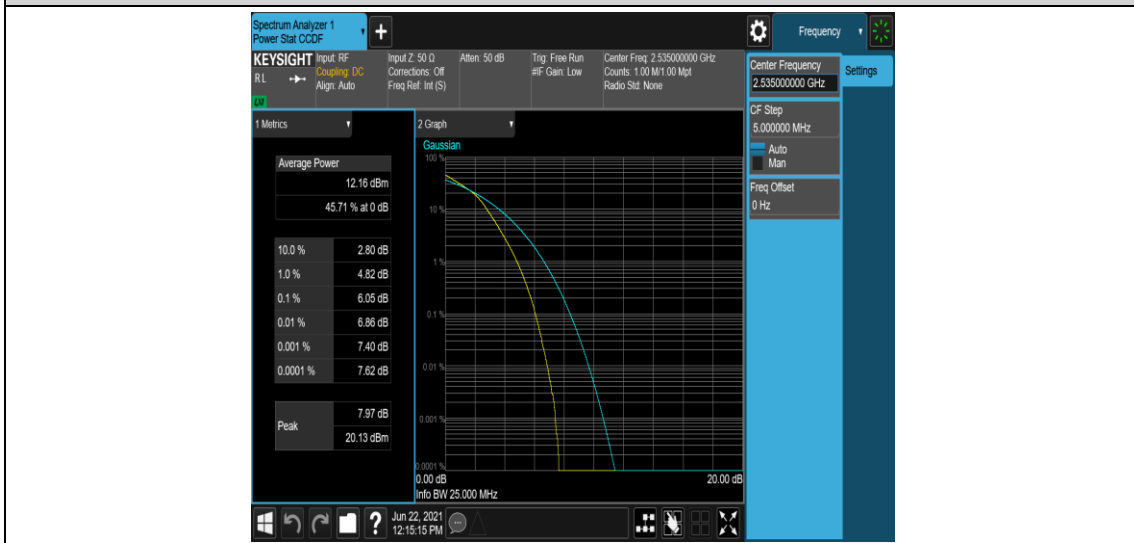 Spectrum Analyzer 1
Power Stat CCDF
Frequency
KEYSIGHT
RL
LXI
Input: RF
Coupling: DC
Align: Auto
Input Z: 50 Ω
Corrections: Off
Freq Ref: Int (S)
Atten: 50 dB
Trig: Free Run
#IF Gain: Low
Center Freq: 2.535000000 GHz
Counts: 1.00 M/1.00 Mpt
Radio Std: None
Center Frequency
2.535000000 GHz
Settings
CF Step
5.000000 MHz
Auto
Man
Freq Offset
0 Hz
1 Metrics
Average Power
12.16 dBm
45.71 % at 0 dB
10.0 % 2.80 dB
1.0 % 4.82 dB
0.1 % 6.05 dB
0.01 % 6.86 dB
0.001 % 7.40 dB
0.0001 % 7.62 dB
Peak
7.97 dB
20.13 dBm
2 Graph
Gaussian
100 %
10 %
1 %
0.1 %
0.01 %
0.001 %
0.0001 %
0.00 dB 20.00 dB
Info BW 25.000 MHz
?
Jun 22, 2021
12:15:15 PM